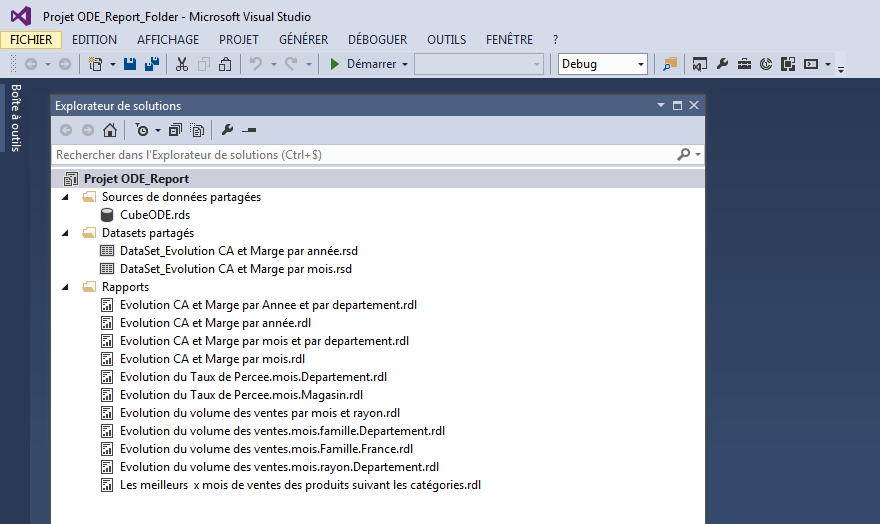 Projet ODE_Report_Folder - Microsoft Visual Studio
FICHIER EDITION AFFICHAGE PROJET GÉNÉRER DÉBOGUER OUTILS FENÊTRE ?
Démarrer Debug
Boîte à outils
Explorateur de solutions
Rechercher dans l'Explorateur de solutions (Ctrl+$)
Projet ODE_Report
Sources de données partagées
CubeODE.rds
Datasets partagés
DataSet_Evolution CA et Marge par année.rsd
DataSet_Evolution CA et Marge par mois.rsd
Rapports
Evolution CA et Marge par Annee et par departement.rdl
Evolution CA et Marge par année.rdl
Evolution CA et Marge par mois et par departement.rdl
Evolution CA et Marge par mois.rdl
Evolution du Taux de Percee.mois.Departement.rdl
Evolution du Taux de Percee.mois.Magasin.rdl
Evolution du volume des ventes par mois et rayon.rdl
Evolution du volume des ventes.mois.famille.Departement.rdl
Evolution du volume des ventes.mois.Famille.France.rdl
Evolution du volume des ventes.mois.rayon.Departement.rdl
Les meilleurs  x mois de ventes des produits suivant les catégories.rdl